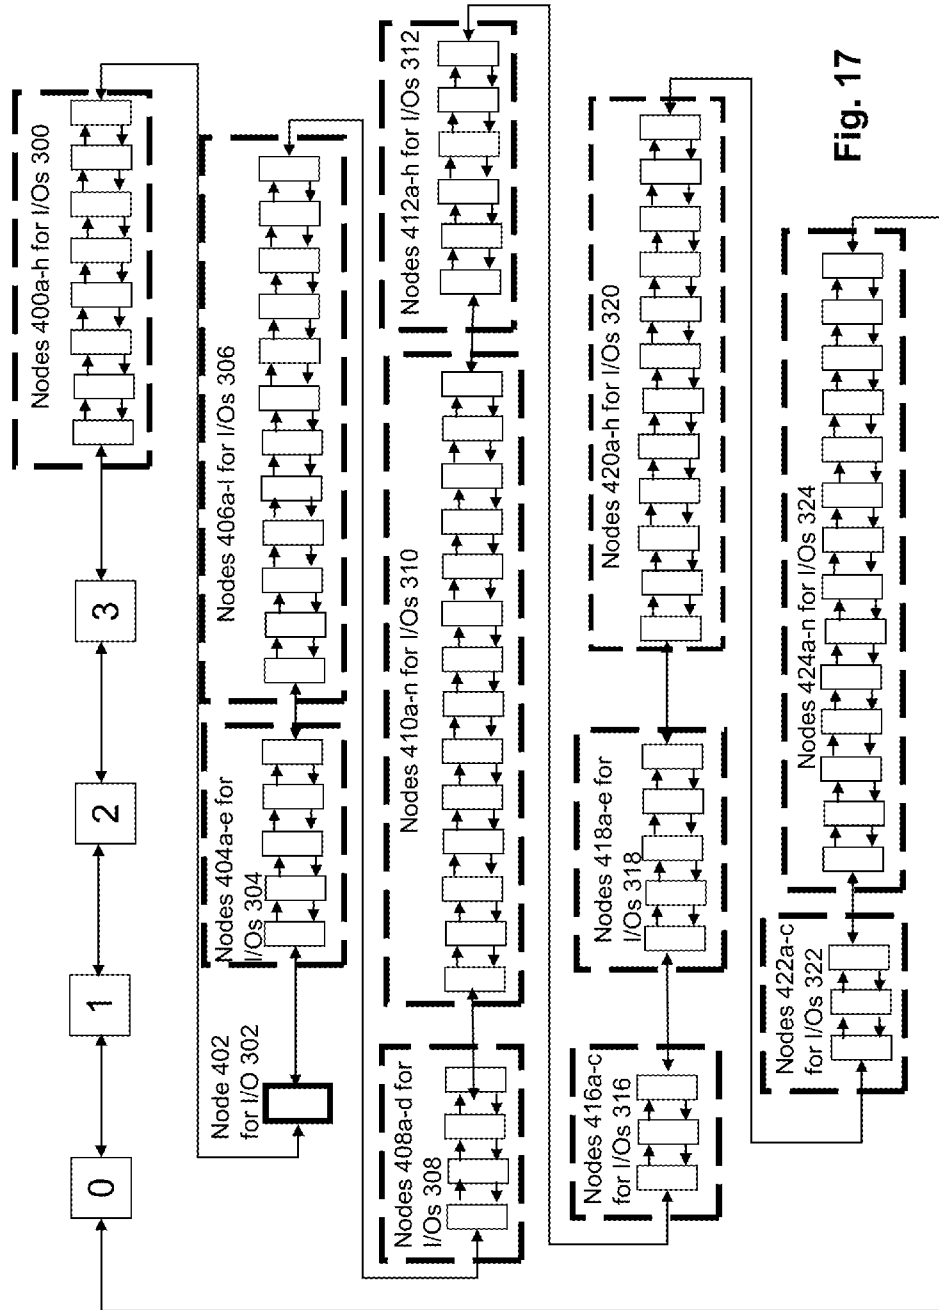 0
1
2
3
Nodes 400a-h for I/Os 300
Node 402
for I/O 302
Nodes 404a-e for
I/Os 304
Nodes 406a-l for I/Os 306
Nodes 408a-d for
I/Os 308
Nodes 410a-n for I/Os 310
Nodes 412a-h for I/Os 312
Nodes 416a-c
for I/Os 316
Nodes 418a-e for
I/Os 318
Nodes 420a-h for I/Os 320
Nodes 422a-c
for I/Os 322
Nodes 424a-n for I/Os 324
Fig. 17